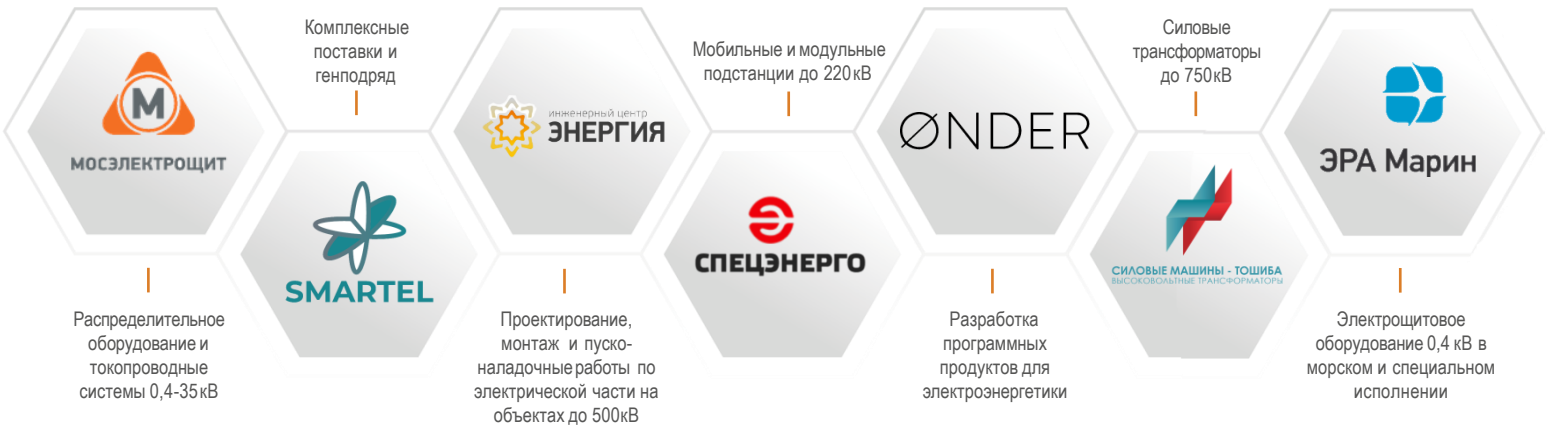 М
МОСЭЛЕКТРОЩИТ
Распределительное
оборудование и
токопроводные
системы 0,4-35кВ
Комплексные
поставки и
генподряд
SMARTEL
инженерный центр
ЭНЕРГИЯ
Проектирование,
монтаж и пуско-
наладочные работы по
электрической части на
объектах до 500кВ
Мобильные и модульные
подстанции до 220кВ
СПЕЦЭНЕРГО
ØNDER
Разработка
программных
продуктов для
электроэнергетики
Силовые
трансформаторы
до 750кВ
СИЛОВЫЕ МАШИНЫ - ТОШИБА
ВЫСОКОВОЛЬТНЫЕ ТРАНСФОРМАТОРЫ
ЭРА Марин
Электрощитовое
оборудование 0,4 кВ в
морском и специальном
исполнении